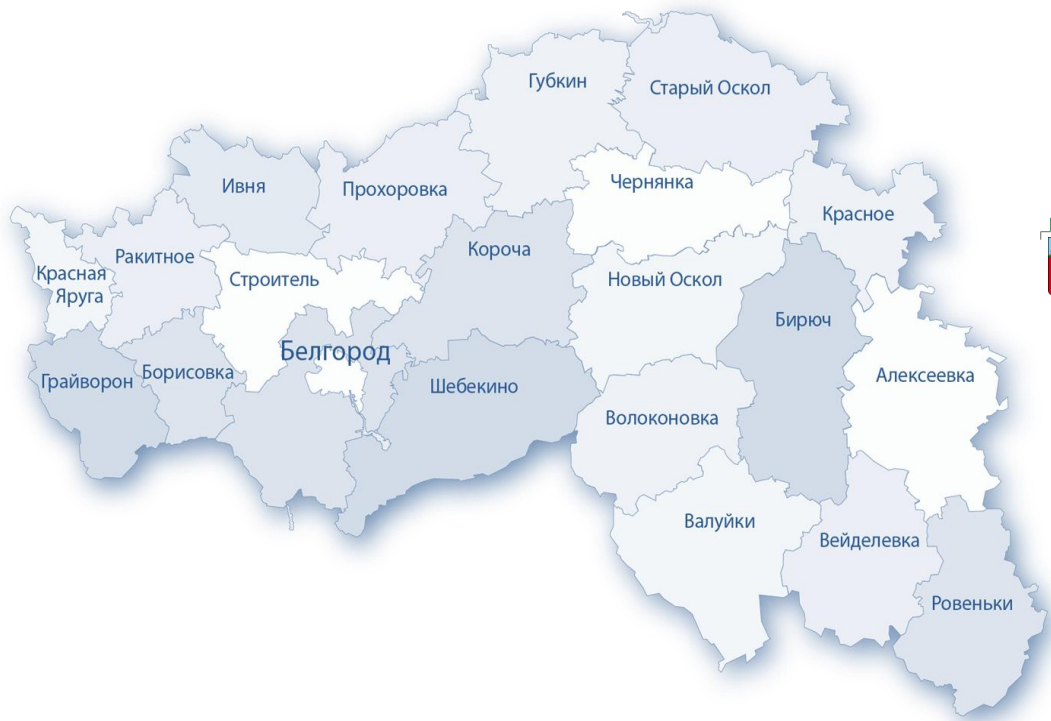 Губкин
Старый Оскол
Ивня
Прохоровка
Чернянка
Красное
Короча
Ракитное
Красная
Яруга
Строитель
Новый Оскол
Бирюч
Белгород
Борисовка
Грайворон
Шебекино
Алексеевка
Волоконовка
Валуйки
Вейделевка
Ровеньки